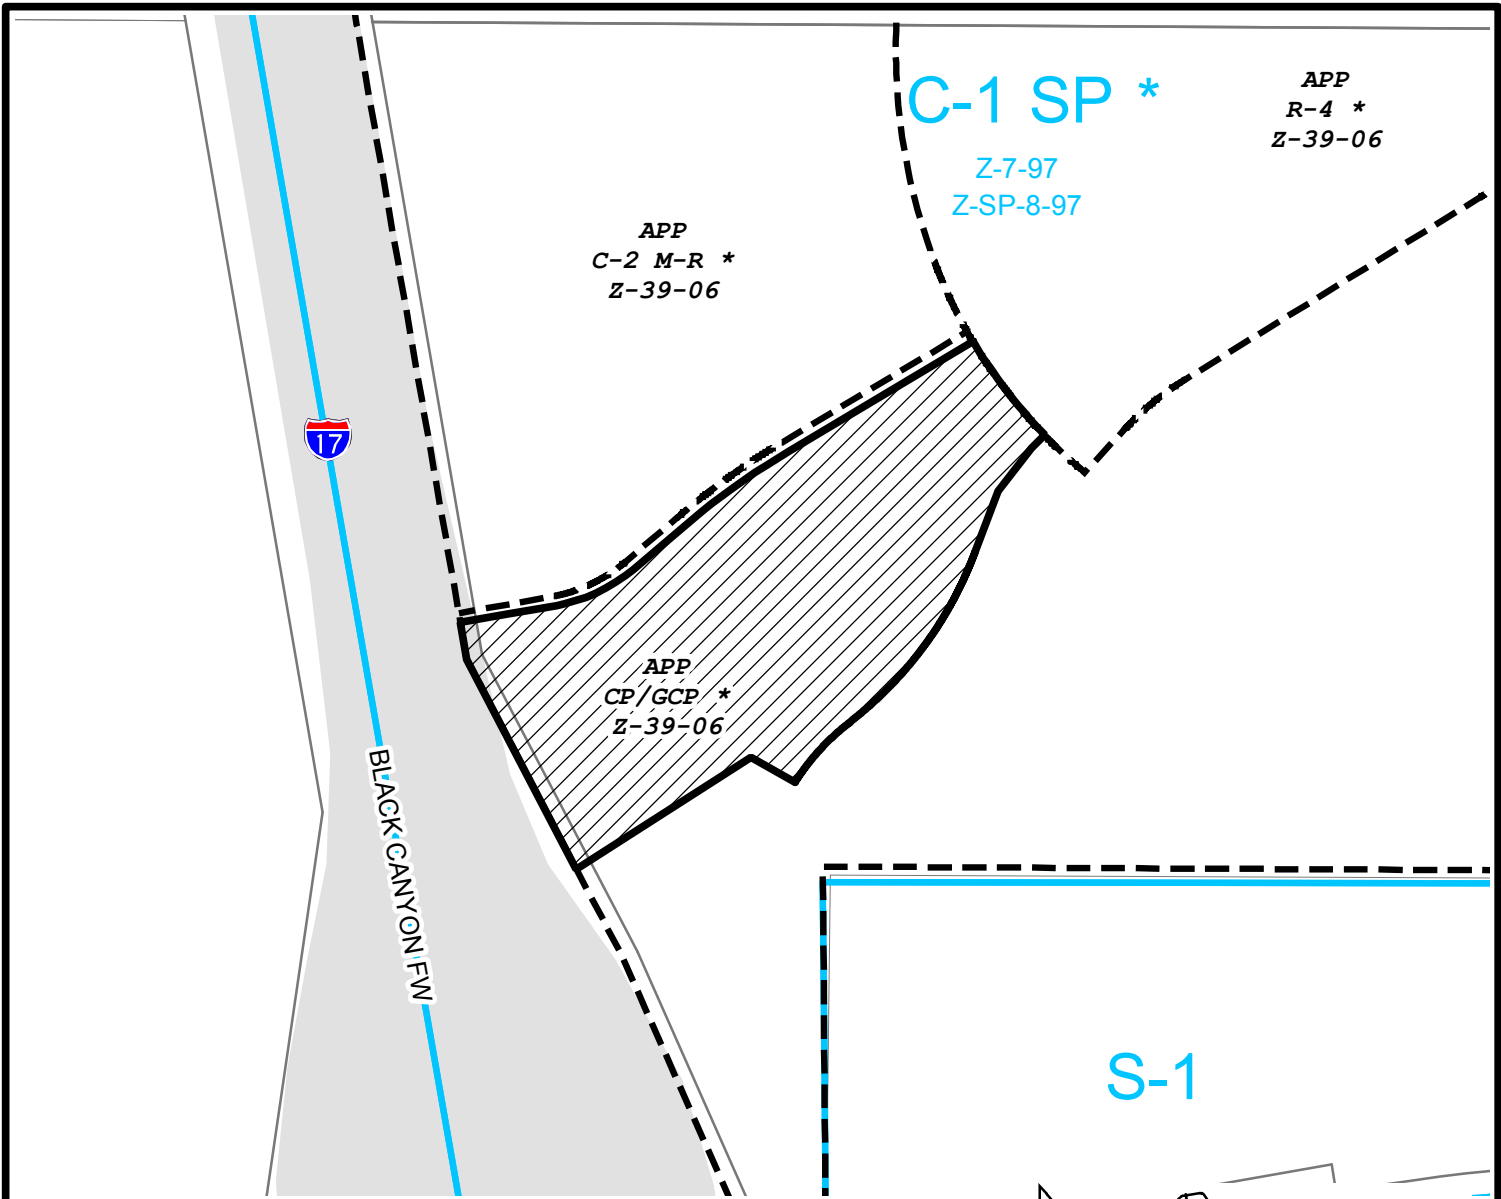 C-1 SP *
Z-7-97
Z-SP-8-97
APP
R-4 *
Z-39-06
APP
C-2 M-R *
Z-39-06
17
APP
CP/GCP *
Z-39-06
BLACK CANYON FW
S-1